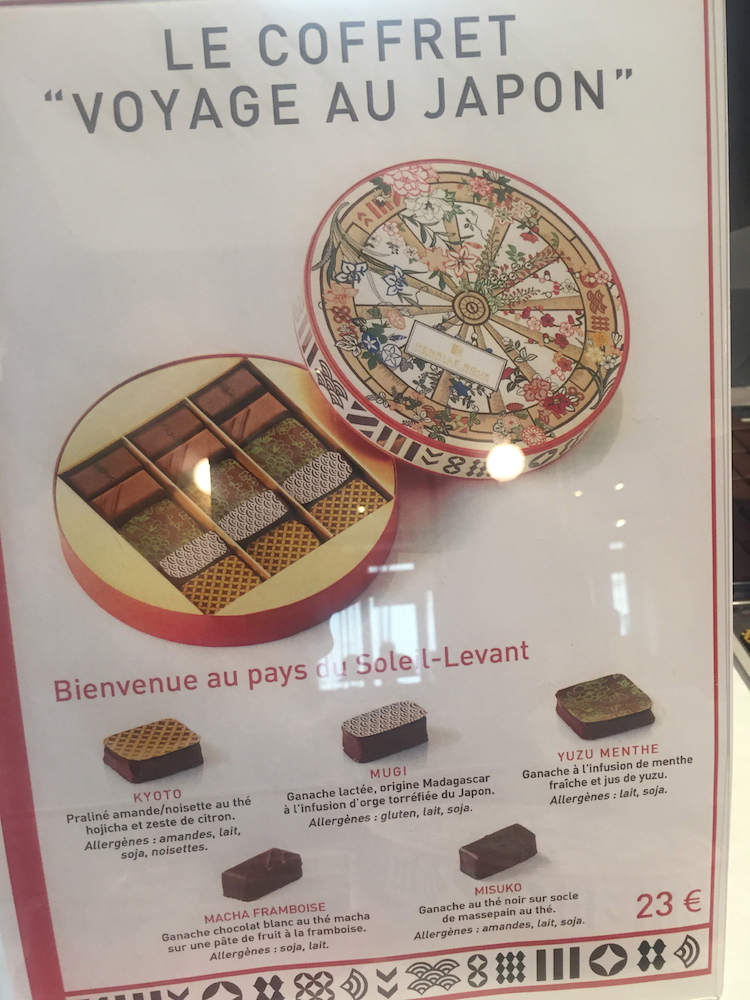 LE COFFRET
"VOYAGE AU JAPON"
HENRI LE ROUX
Bienvenue au pays du Soleil-Levant
KYOTO
Praliné amande/noisette au thé
hojicha et zeste de citron.
Allergènes : amandes, lait,
soja, noisettes.
MUGI
Ganache lactée, origine Madagascar
à l'infusion d'orge torréfiée du Japon.
Allergènes : gluten, lait, soja.
YUZU MENTHE
Ganache à l'infusion de menthe
fraîche et jus de yuzu.
Allergènes : lait, soja.
MACHA FRAMBOISE
Ganache chocolat blanc au thé macha
sur une pâte de fruit à la framboise.
Allergènes : soja, lait.
MISUKO
Ganache au thé noir sur socle
de massepain au thé.
Allergènes : amandes, lait, soja.
23 €